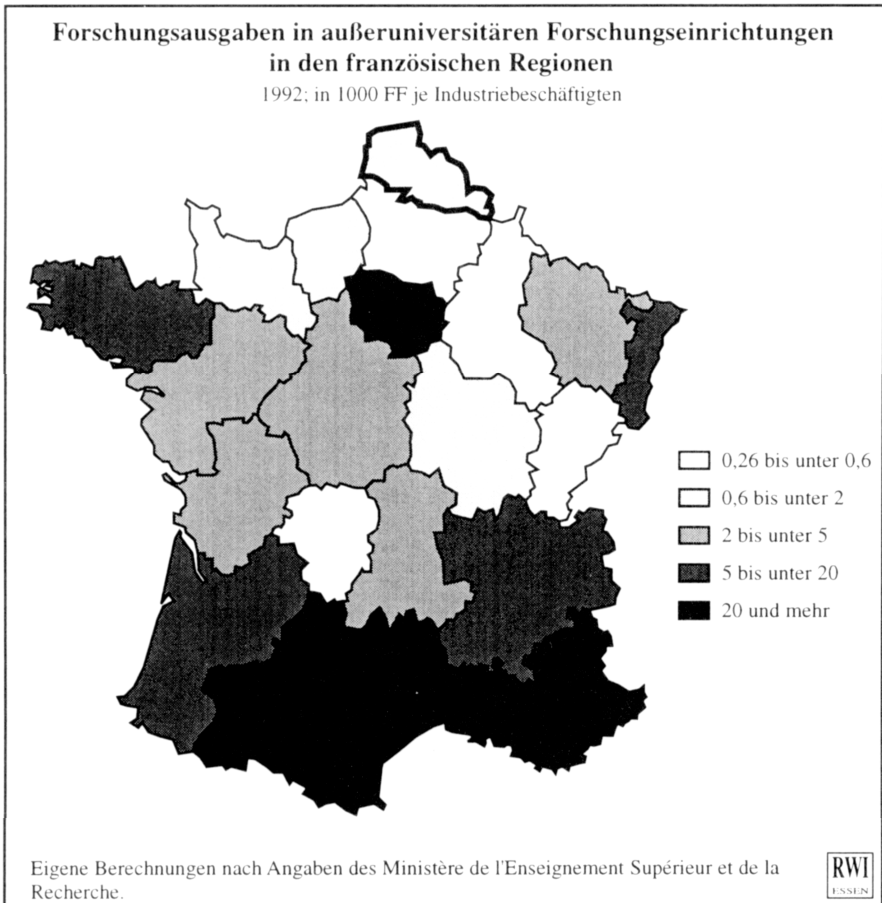 Forschungsausgaben in außeruniversitären Forschungseinrichtungen
in den französischen Regionen
1992; in 1000 FF je Industriebeschäftigten
0,26 bis unter 0,6
0,6 bis unter 2
2 bis unter 5
5 bis unter 20
20 und mehr
Eigene Berechnungen nach Angaben des Ministère de l'Enseignement Supérieur et de la
Recherche.
RWI
ESSEN